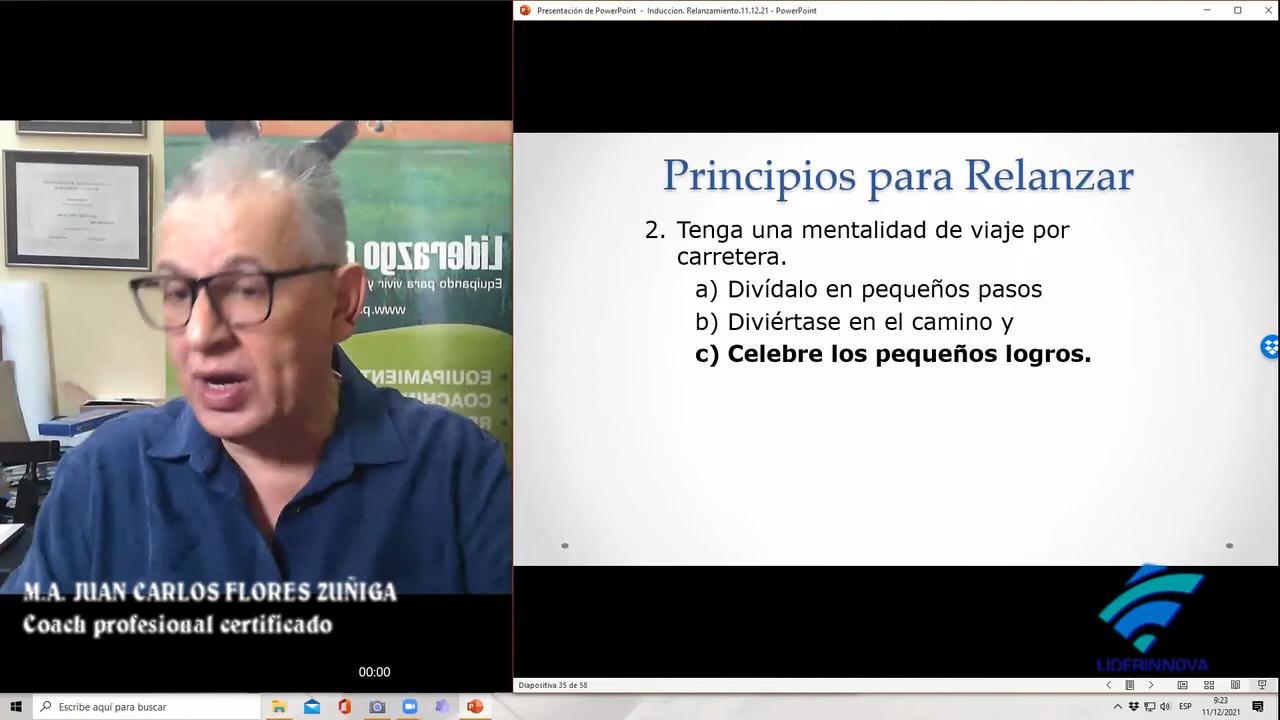 Presentación de PowerPoint - Induccion. Relanzamiento.11.12.21 - PowerPoint
Liderazgo
Equipando para vivir y
www.p
EQUIPAMIENT
COACHIN
RE
M.A. JUAN CARLOS FLORES ZUÑIGA
Coach profesional certificado
00:00
Principios para Relanzar
2. Tenga una mentalidad de viaje por
carretera.
a) Divídalo en pequeños pasos
b) Diviértase en el camino y
c) Celebre los pequeños logros.
LIDERINNOVA
Diapositiva 35 de 58
Escribe aquí para buscar
ESP
9:23
11/12/2021